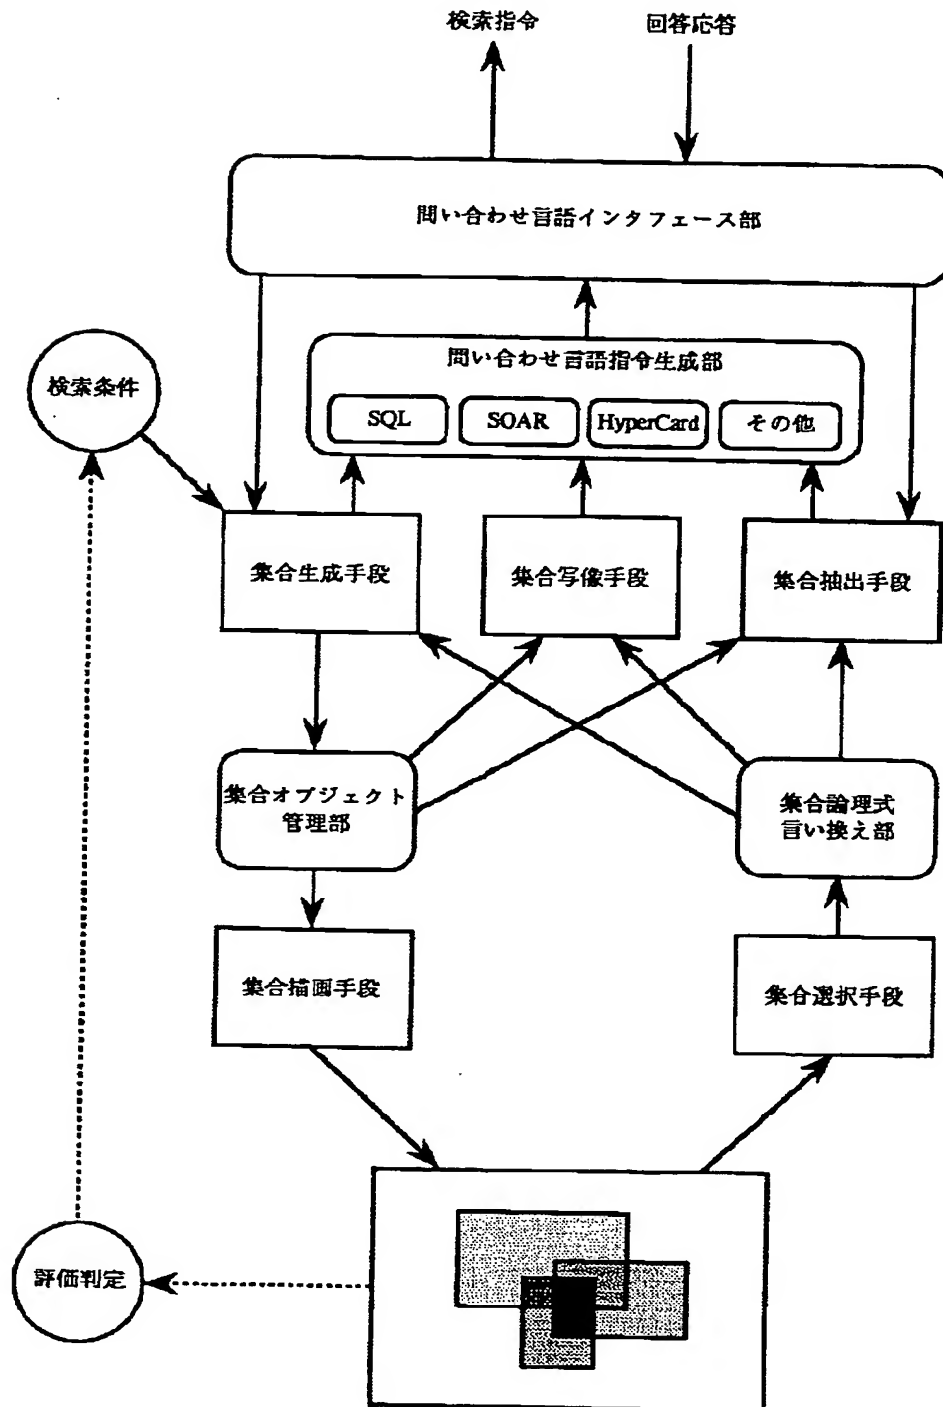 検索指令
回答応答
問い合わせ言語インタフェース部
問い合わせ言語指令生成部
検索条件
SQL
SOAR
HyperCard
その他
集合生成手段
集合写像手段
集合抽出手段
集合オブジェクト
管理部
集合論理式
言い換え部
集合描画手段
集合選択手段
評価判定